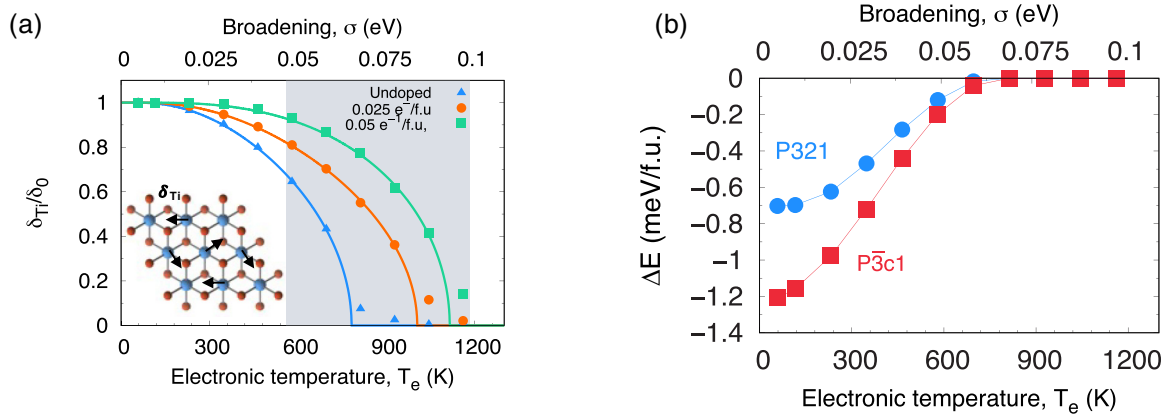 (a)
Broadening, σ (eV)
0 0.025 0.05 0.075 0.1
1
0.8
0.6
0.4
0.2
0
δTi/δ0
Undoped
0.025 e⁻/f.u
0.05 e⁻¹/f.u,
δTi
0 300 600 900 1200
Electronic temperature, Te (K)
(b)
Broadening, σ (eV)
0 0.025 0.05 0.075 0.1
0
−0.2
−0.4
−0.6
−0.8
−1
−1.2
−1.4
ΔE (meV/f.u.)
P321
P3̅c1
0 300 600 900 1200
Electronic temperature, Te (K)